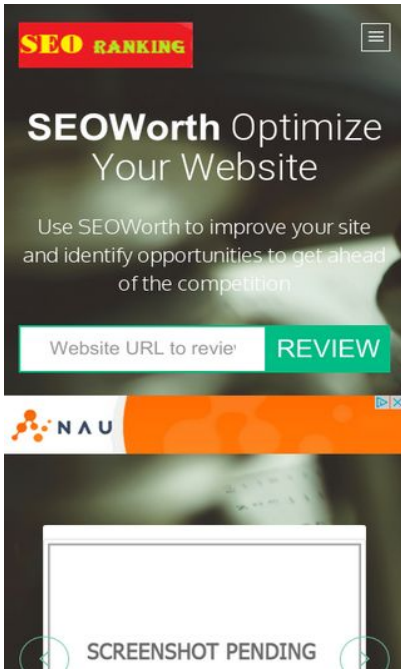 SEO RANKING
SEOWorth Optimize
Your Website
Use SEOWorth to improve your site
and identify opportunities to get ahead
of the competition
Website URL to review
REVIEW
NAU
SCREENSHOT PENDING